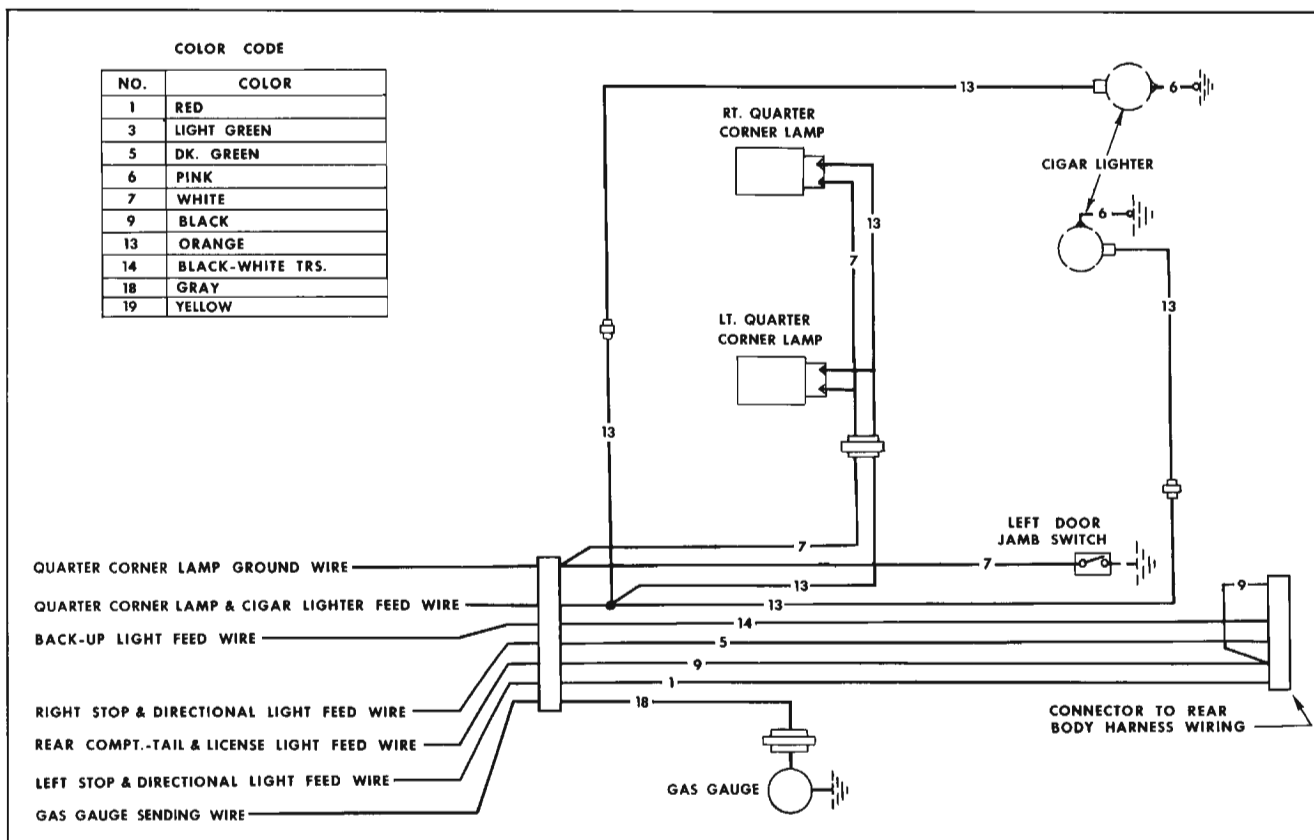 COLOR CODE
NO. COLOR
1 RED
3 LIGHT GREEN
5 DK. GREEN
6 PINK
7 WHITE
9 BLACK
13 ORANGE
14 BLACK-WHITE TRS.
18 GRAY
19 YELLOW
13
6
RT. QUARTER
CORNER LAMP
CIGAR LIGHTER
6
13
7
13
LT. QUARTER
CORNER LAMP
13
LEFT DOOR
JAMB SWITCH
7
QUARTER CORNER LAMP GROUND WIRE
7
13
9
QUARTER CORNER LAMP & CIGAR LIGHTER FEED WIRE
13
14
BACK-UP LIGHT FEED WIRE
5
9
1
18
RIGHT STOP & DIRECTIONAL LIGHT FEED WIRE
CONNECTOR TO REAR
BODY HARNESS WIRING
REAR COMPT.-TAIL & LICENSE LIGHT FEED WIRE
LEFT STOP & DIRECTIONAL LIGHT FEED WIRE
GAS GAUGE
GAS GAUGE SENDING WIRE